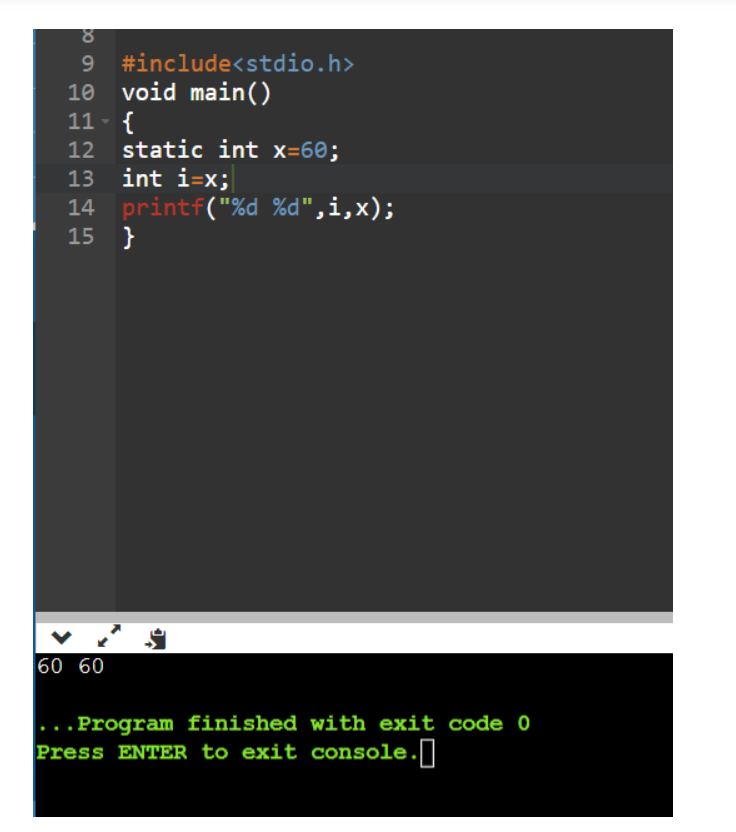 8
9 #include<stdio.h>
10 void main()
11 {
12 static int x=60;
13 int i=x;
14 printf("%d %d",i,x);
15 }
60 60
...Program finished with exit code 0
Press ENTER to exit console.